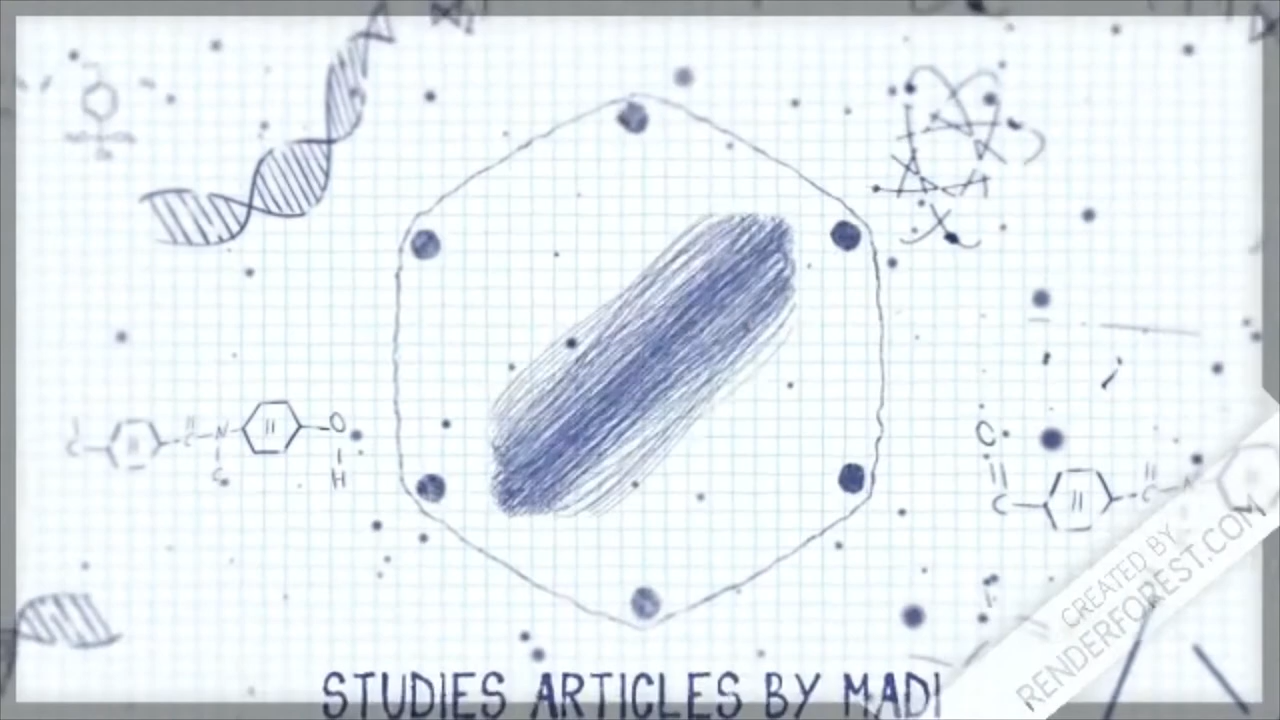 O
H
N
C
O
C
C
STUDIES ARTICLES BY MADI
CREATED BY
RENDERFOREST.COM